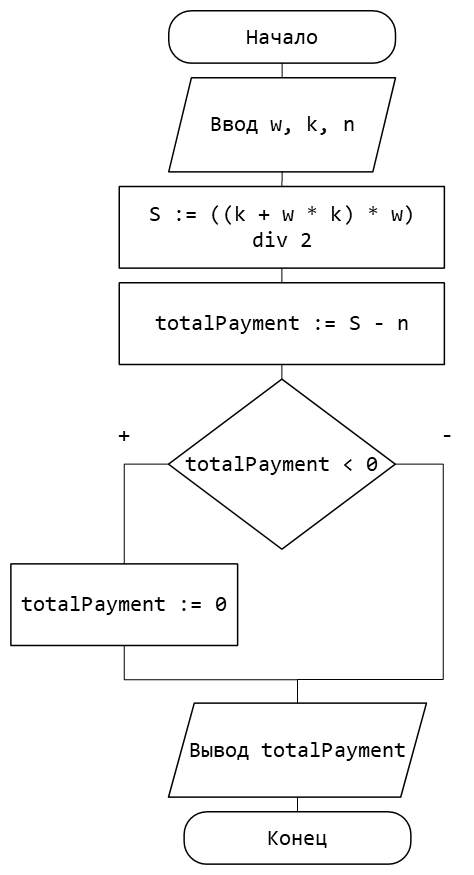 Начало
Ввод w, k, n
S := ((k + w * k) * w)
div 2
totalPayment := S - n
+
-
totalPayment < 0
totalPayment := 0
Вывод totalPayment
Конец